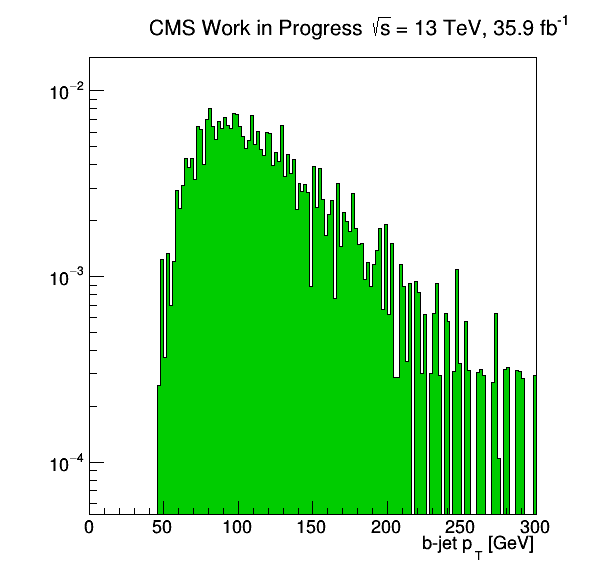 CMS Work in Progress √s = 13 TeV, 35.9 fb⁻¹
10⁻²
10⁻³
10⁻⁴
0 50 100 150 200 250 300
b-jet p_T [GeV]